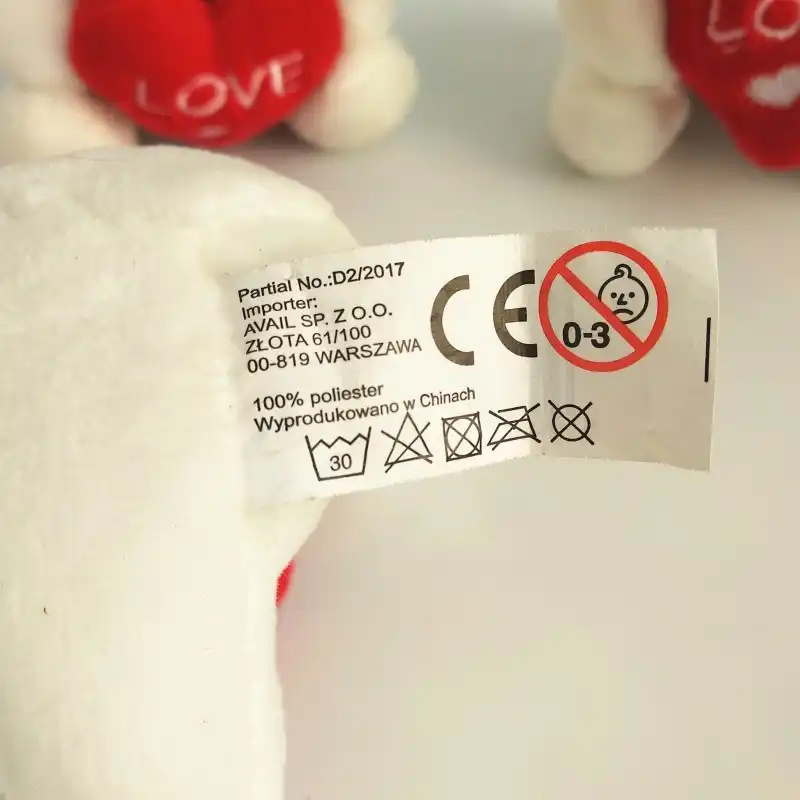 LOVE
LO
Partial No.:D2/2017
Importer:
AVAIL SP. Z O.O.
ZŁOTA 61/100
00-819 WARSZAWA
CE
0-3
100% poliester
Wyprodukowano w Chinach
30